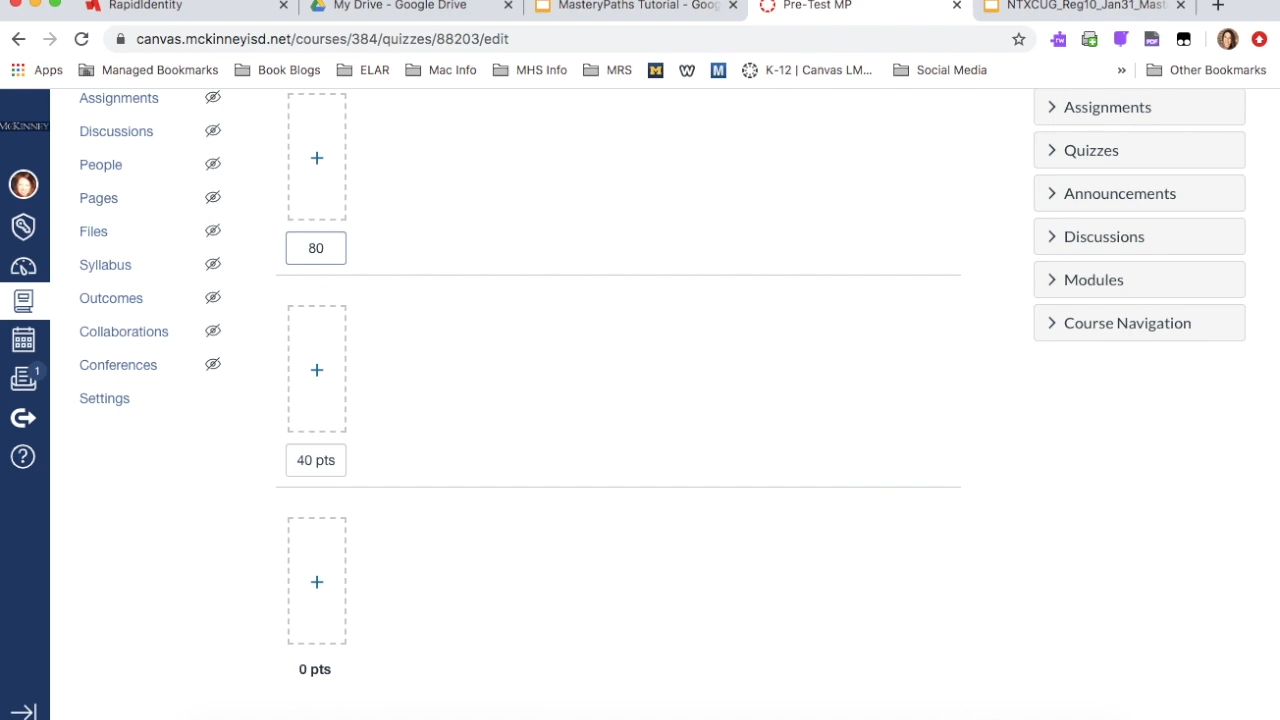 RapidIdentity
My Drive - Google Drive
MasteryPaths Tutorial - Goog
Pre-Test MP
NTXCUG_Reg10_Jan31_Mast
canvas.mckinneyisd.net/courses/384/quizzes/88203/edit
Apps
Managed Bookmarks
Book Blogs
ELAR
Mac Info
MHS Info
MRS
K-12 | Canvas LM...
Social Media
»
Other Bookmarks
MCKINNEY
1
Assignments
Discussions
People
Pages
Files
Syllabus
Outcomes
Collaborations
Conferences
Settings
+
80
+
40 pts
+
0 pts
Assignments
Quizzes
Announcements
Discussions
Modules
Course Navigation